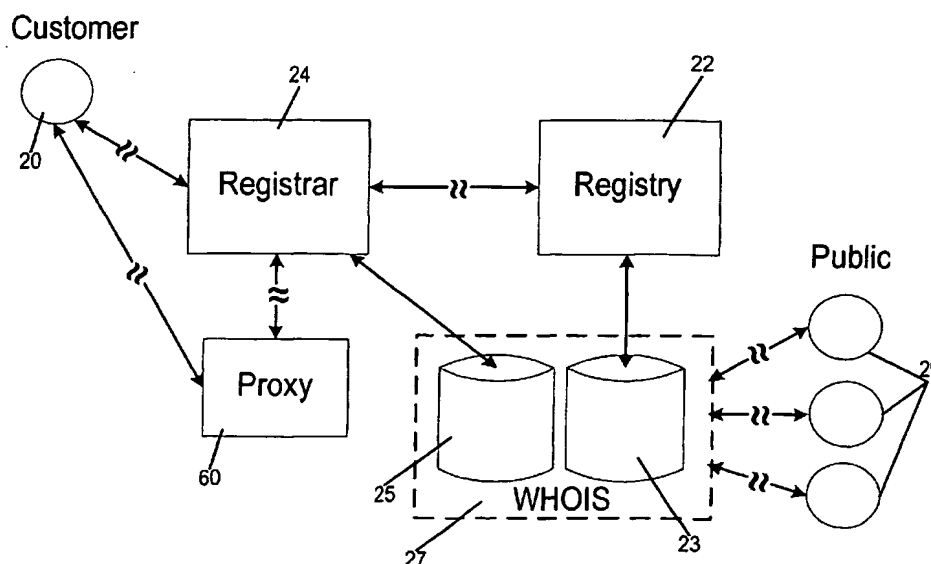 Customer
24
22
20
Registrar
Registry
Public
Proxy
60
25
WHOIS
27
23